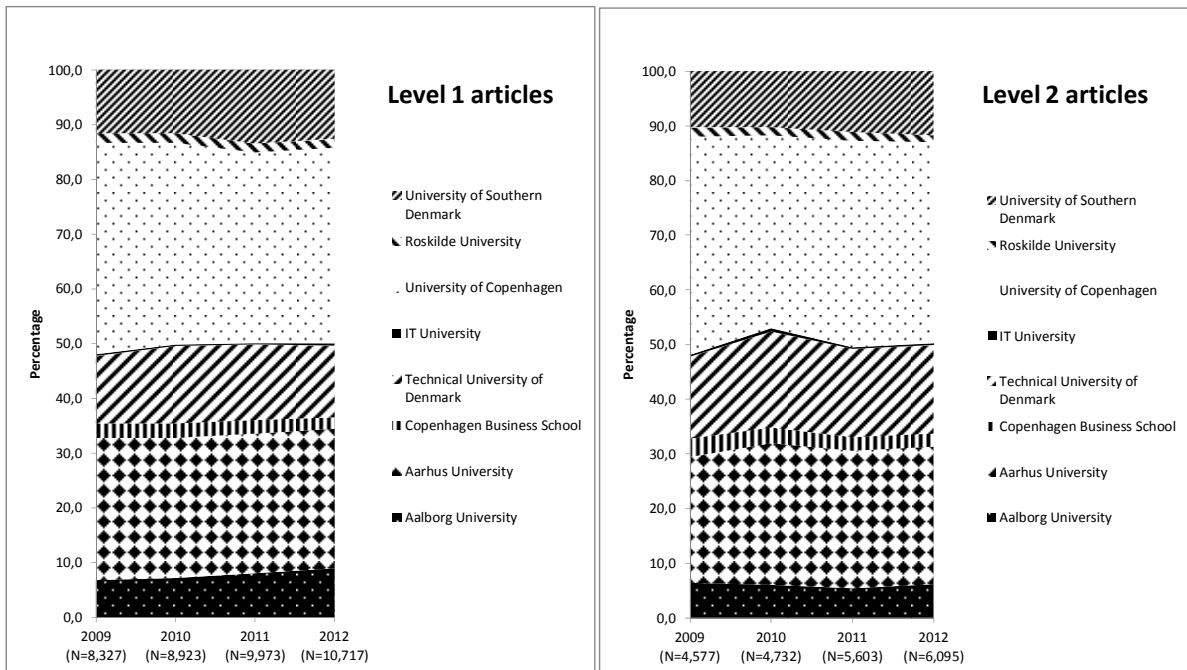 Level 1 articles
Percentage
100,0
90,0
80,0
70,0
60,0
50,0
40,0
30,0
20,0
10,0
0,0
2009
(N=8,327)
2010
(N=8,923)
2011
(N=9,973)
2012
(N=10,717)
University of Southern
Denmark
Roskilde University
University of Copenhagen
IT University
Technical University of
Denmark
Copenhagen Business School
Aarhus University
Aalborg University
Level 2 articles
Percentage
100,0
90,0
80,0
70,0
60,0
50,0
40,0
30,0
20,0
10,0
0,0
2009
(N=4,577)
2010
(N=4,732)
2011
(N=5,603)
2012
(N=6,095)
University of Southern
Denmark
Roskilde University
University of Copenhagen
IT University
Technical University of
Denmark
Copenhagen Business School
Aarhus University
Aalborg University